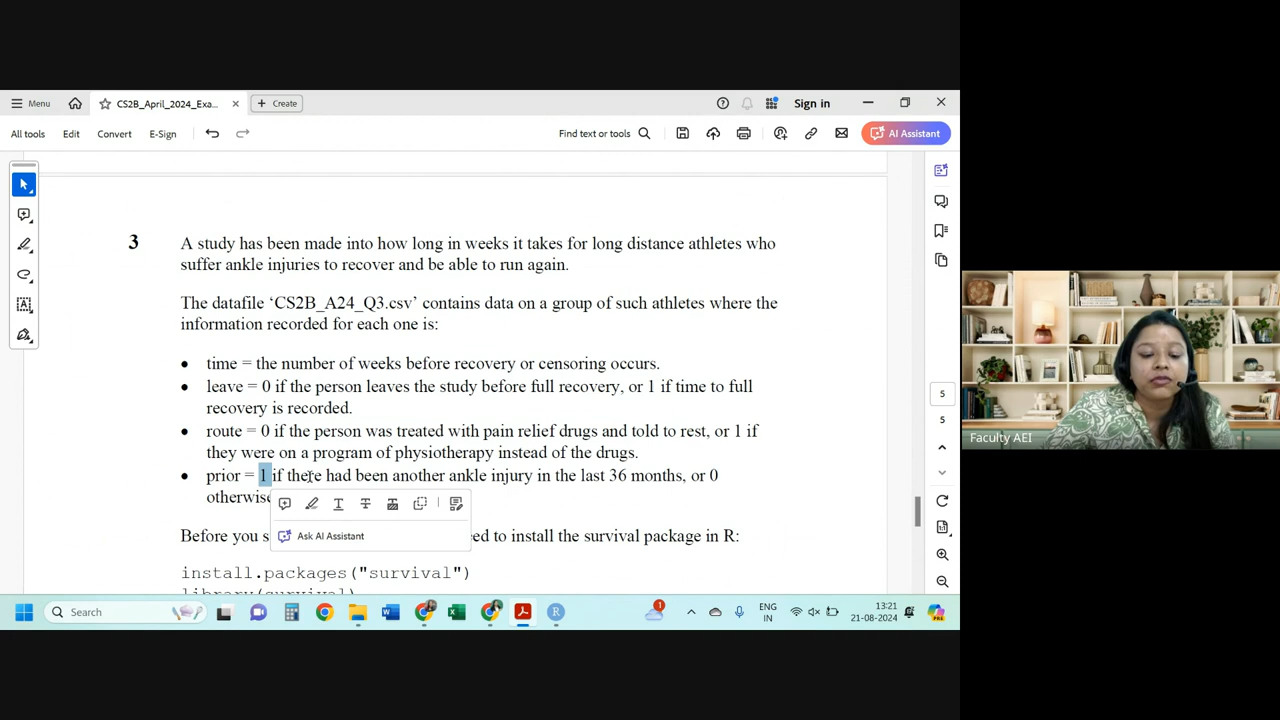 Menu
CS2B_April_2024_Exa...
Create
Sign in
All tools
Edit
Convert
E-Sign
Find text or tools
AI Assistant
3
A study has been made into how long in weeks it takes for long distance athletes who
suffer ankle injuries to recover and be able to run again.
The datafile ‘CS2B_A24_Q3.csv’ contains data on a group of such athletes where the
information recorded for each one is:
• time = the number of weeks before recovery or censoring occurs.
• leave = 0 if the person leaves the study before full recovery, or 1 if time to full
recovery is recorded.
• route = 0 if the person was treated with pain relief drugs and told to rest, or 1 if
they were on a program of physiotherapy instead of the drugs.
• prior = 1 if there had been another ankle injury in the last 36 months, or 0
otherwise
Ask AI Assistant
Before you s
eed to install the survival package in R:
install.packages("survival")
library(survival)
5
5
Faculty AEI
Search
1
ENG
IN
13:21
21-08-2024